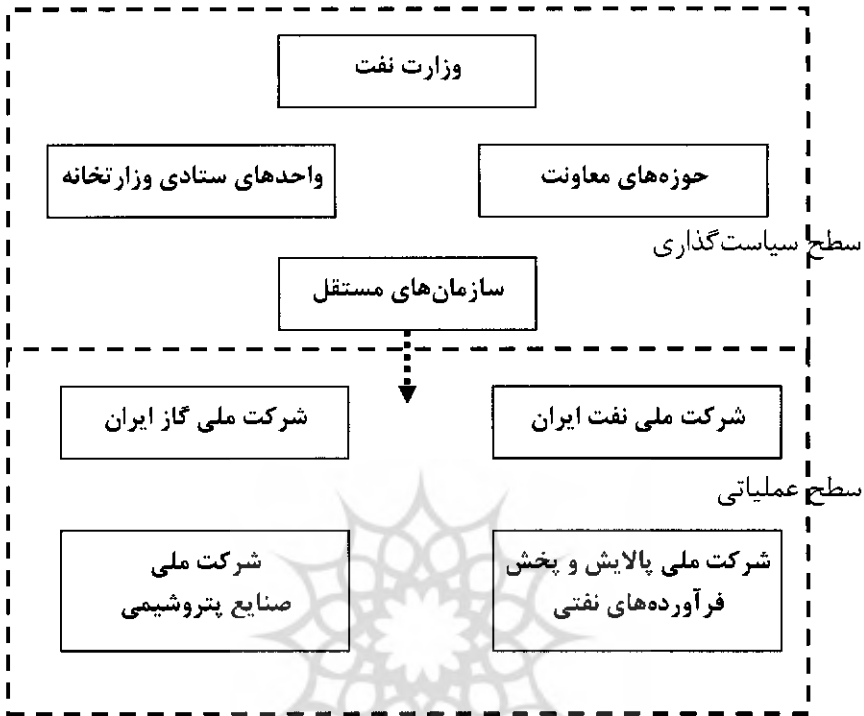 وزارت نفت
حوزه‌های معاونت
واحدهای ستادی وزارتخانه
سطح سیاست‌گذاری
سازمان‌های مستقل
شرکت ملی نفت ایران
شرکت ملی گاز ایران
سطح عملیاتی
شرکت ملی پالایش و پخش
فرآورده‌های نفتی
شرکت ملی
صنایع پتروشیمی